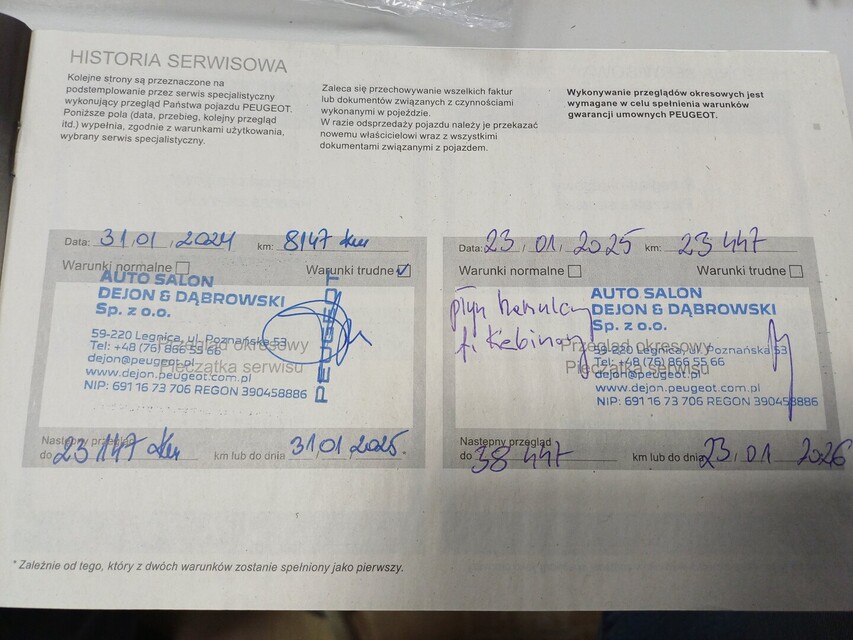 HISTORIA SERWISOWA
Kolejne strony są przeznaczone na
podstemplowanie przez serwis specjalistyczny
wykonujący przegląd Państwa pojazdu PEUGEOT.
Poniższe pola (data, przebieg, kolejny przegląd
itd.) wypełnia, zgodnie z warunkami użytkowania,
wybrany serwis specjalistyczny.
Zaleca się przechowywanie wszelkich faktur
lub dokumentów związanych z czynnościami
wykonanymi w pojeździe.
W razie odsprzedaży pojazdu należy je przekazać
nowemu właścicielowi wraz z wszystkimi
dokumentami związanymi z pojazdem.
Wykonywanie przeglądów okresowych jest
wymagane w celu spełnienia warunków
gwarancji umownych PEUGEOT.
Data: 31,01,2024 km: 8147 km
Warunki normalne Warunki trudne
AUTO SALON
DEJON & DĄBROWSKI
Sp. z o.o.
59-220 Legnica, ul. Poznańska 53
Przegląd okresowy
Tel: +48 (76) 866 55 66
dejon@peugeot.com.pl
Pieczątka serwisu
www.dejon.peugeot.com.pl
NIP: 691 16 73 706 REGON 390458886
PEUGEOT
Następny przegląd
do 23147 km km lub do dnia 31,01,2025.
Data: 23,01,2025 km: 23 447
Warunki normalne Warunki trudne
płyn hamulcowy
f. kabinowy
AUTO SALON
DEJON & DĄBROWSKI
Sp. z o.o.
Przegląd okresowy
59-220 Legnica, ul. Poznańska 53
Tel: +48 (76) 866 55 66
Pieczątka serwisu
dejon@peugeot.com.pl
www.dejon.peugeot.com.pl
NIP: 691 16 73 706 REGON 390458886
Następny przegląd
do 38 447 km lub do dnia 23,01 2026
* Zależnie od tego, który z dwóch warunków zostanie spełniony jako pierwszy.